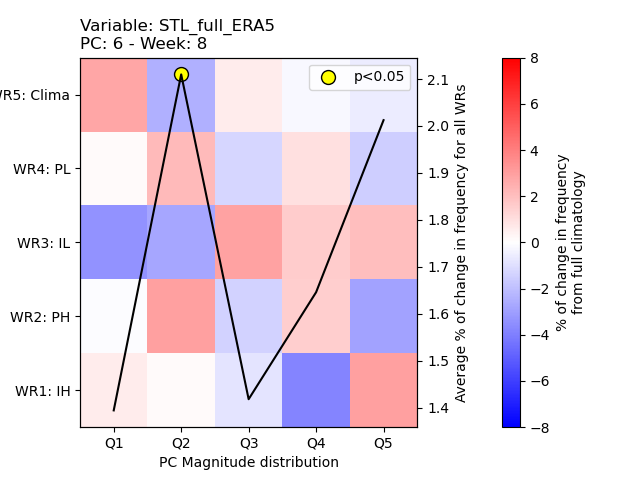 Variable: STL_full_ERA5
PC: 6 - Week: 8
p<0.05
WR5: Clima
WR4: PL
WR3: IL
WR2: PH
WR1: IH
Q1 Q2 Q3 Q4 Q5
PC Magnitude distribution
2.1
2.0
1.9
1.8
1.7
1.6
1.5
1.4
Average % of change in frequency for all WRs
8
6
4
2
0
−2
−4
−6
−8
% of change in frequency
from full climatology